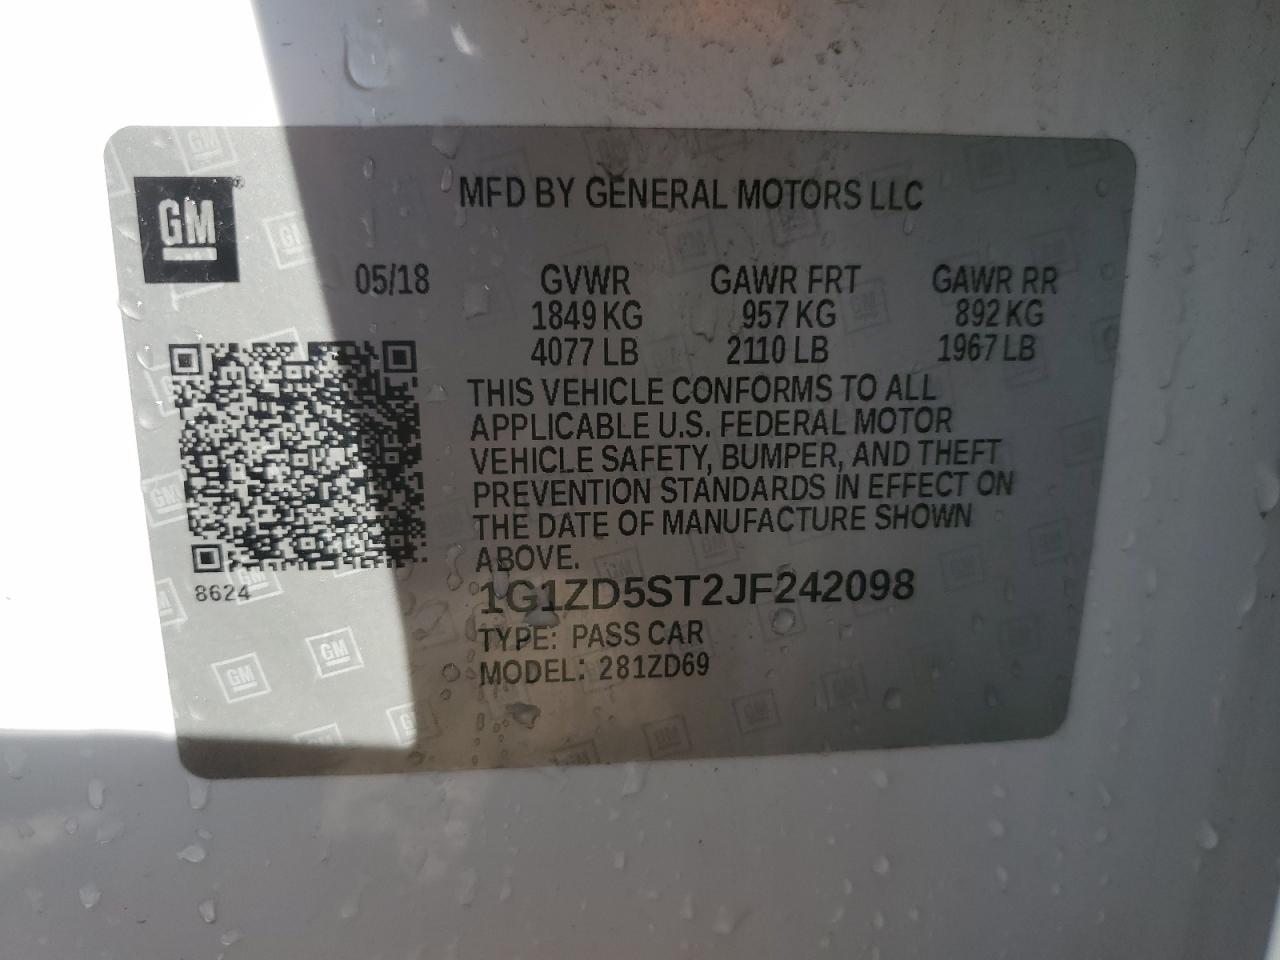 GM
MFD BY GENERAL MOTORS LLC
05/18 GVWR GAWR FRT GAWR RR
1849 KG 957 KG 892 KG
4077 LB 2110 LB 1967 LB
THIS VEHICLE CONFORMS TO ALL
APPLICABLE U.S. FEDERAL MOTOR
VEHICLE SAFETY, BUMPER, AND THEFT
PREVENTION STANDARDS IN EFFECT ON
THE DATE OF MANUFACTURE SHOWN
ABOVE.
8624
1G1ZD5ST2JF242098
TYPE: PASS CAR
MODEL: 281ZD69